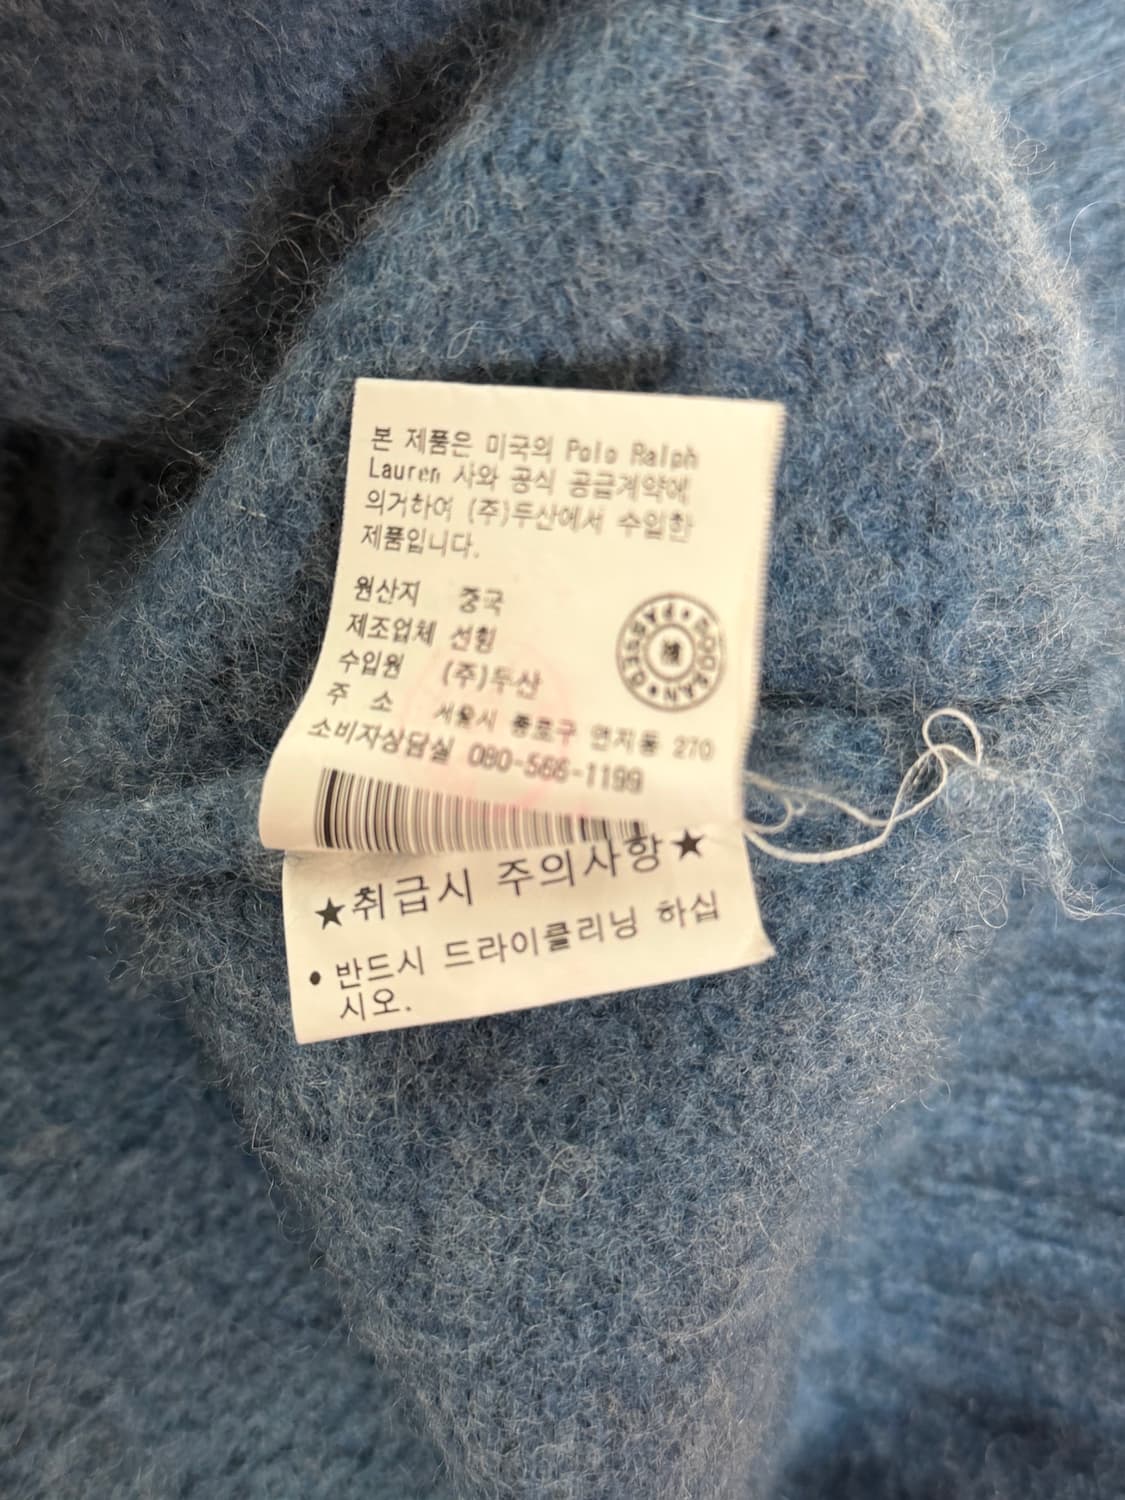 본 제품은 미국의 Polo Ralph
Lauren 사와 공식 공급계약에
의거하여 (주)두산에서 수입한
제품입니다.
원산지 중국
제조업체 선힝
수입원 (주)두산
DOOSAN • PASSED •
주 소 서울시 종로구 연지동 270
소비자상담실 080-566-1199
★취급시 주의사항★
• 반드시 드라이클리닝 하십
시오.